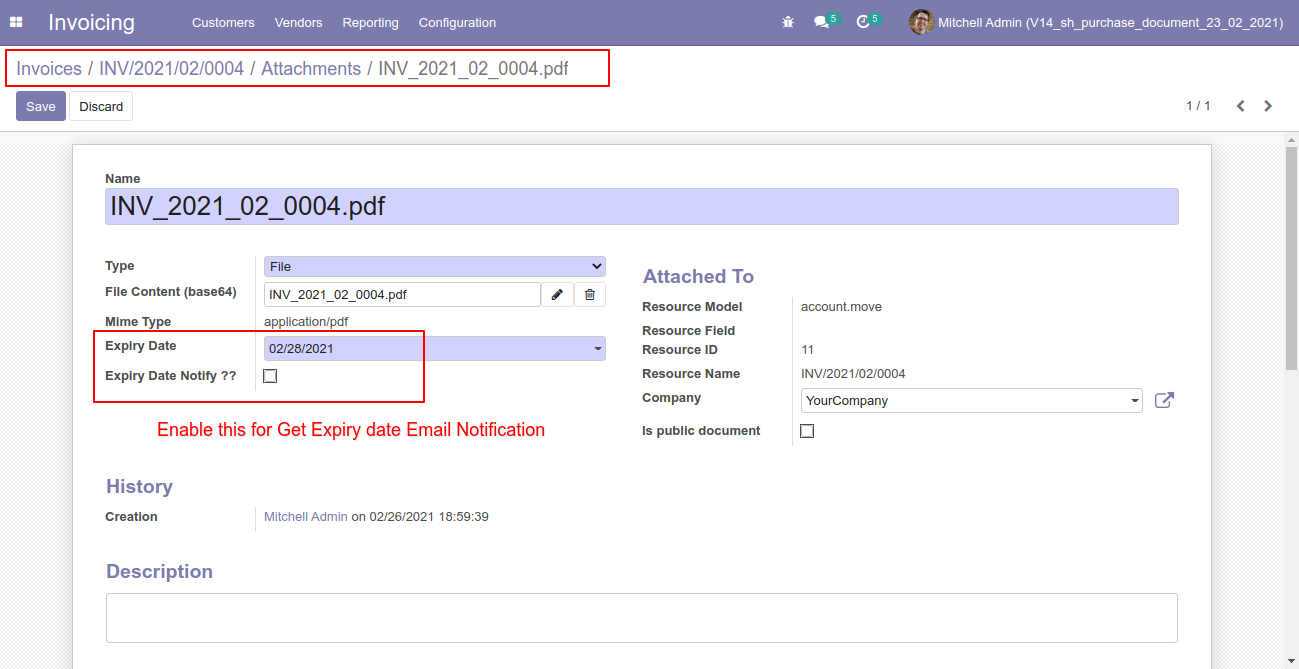 Invoicing Customers Vendors Reporting Configuration 5 5 Mitchell Admin (V14_sh_purchase_document_23_02_2021)
Invoices / INV/2021/02/0004 / Attachments / INV_2021_02_0004.pdf
Save Discard 1 / 1
Name
INV_2021_02_0004.pdf
Type File
File Content (base64) INV_2021_02_0004.pdf
Mime Type application/pdf
Expiry Date 02/28/2021
Expiry Date Notify ??
Enable this for Get Expiry date Email Notification
Attached To
Resource Model account.move
Resource Field
Resource ID 11
Resource Name INV/2021/02/0004
Company YourCompany
Is public document
History
Creation Mitchell Admin on 02/26/2021 18:59:39
Description